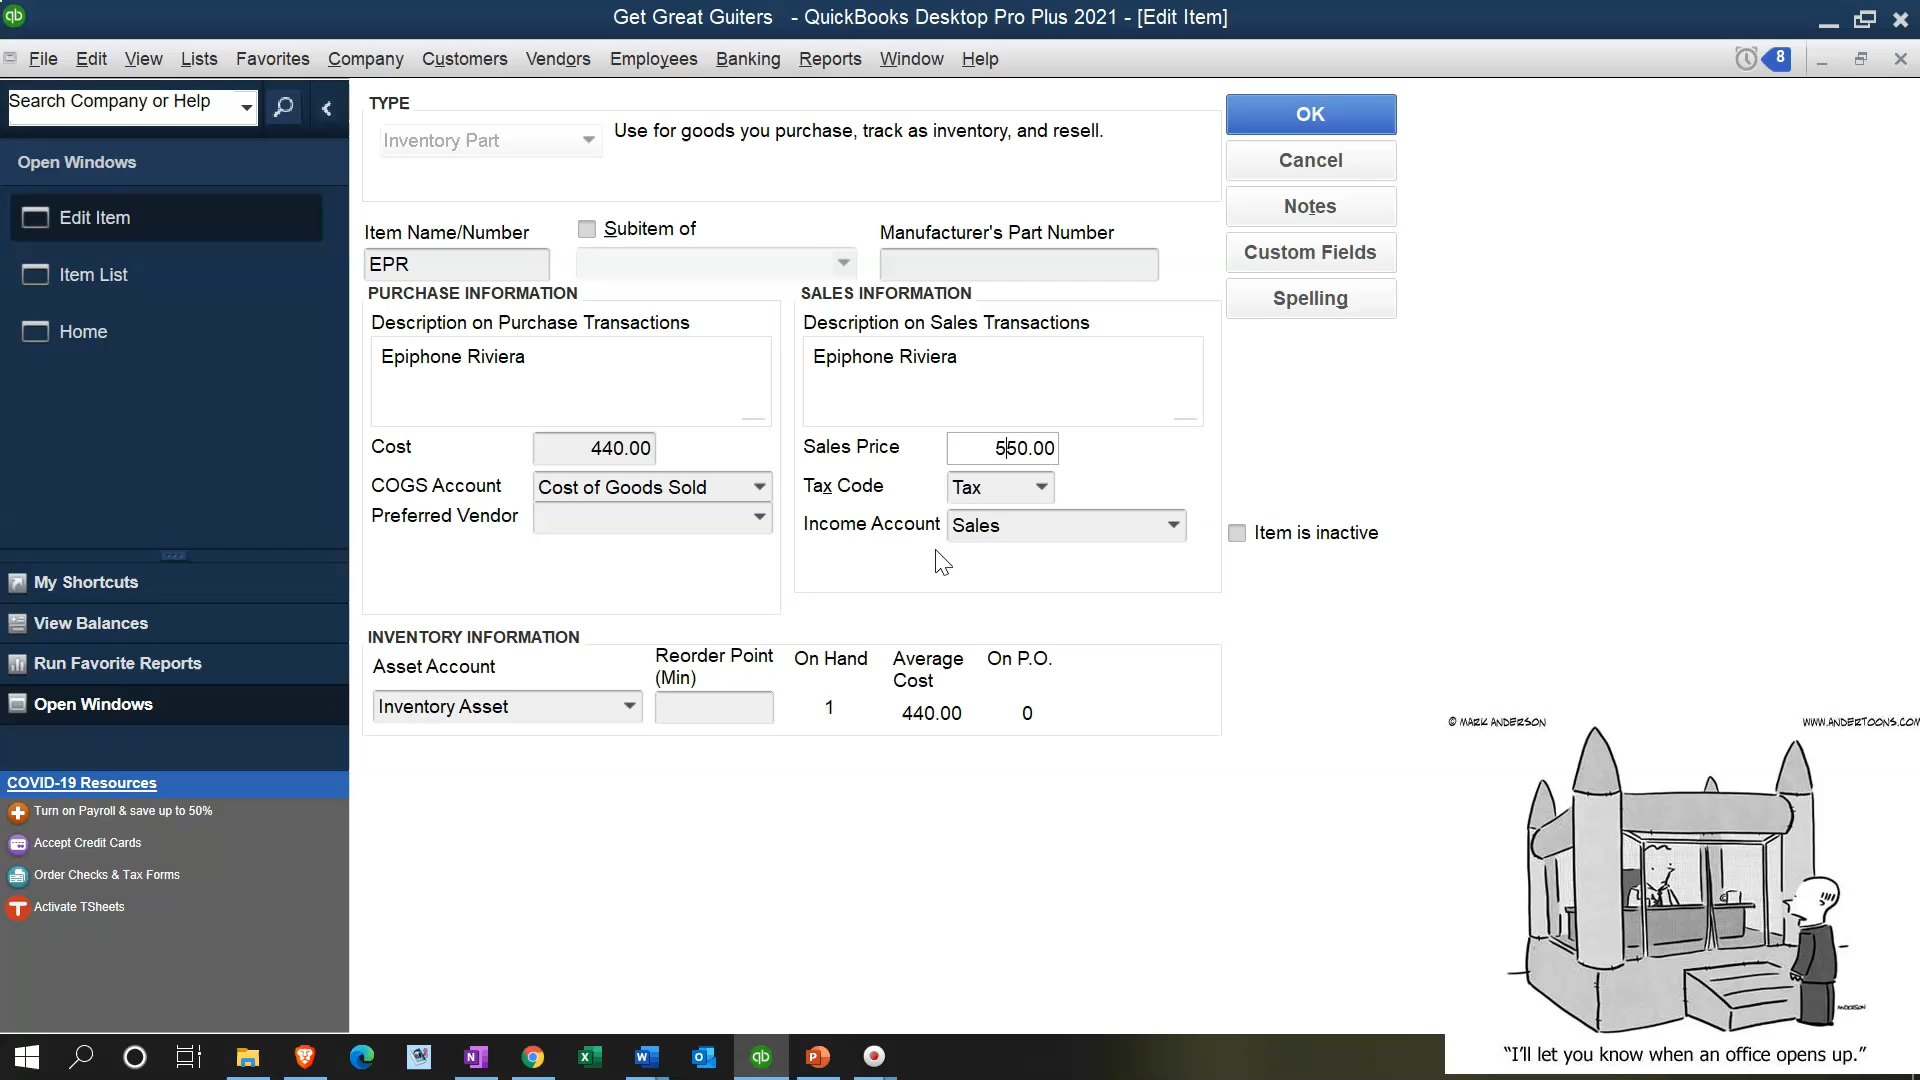 Get Great Guiters - QuickBooks Desktop Pro Plus 2021 - [Edit Item]
File Edit View Lists Favorites Company Customers Vendors Employees Banking Reports Window Help
8
Search Company or Help
Open Windows
Edit Item
Item List
Home
My Shortcuts
View Balances
Run Favorite Reports
Open Windows
COVID-19 Resources
Turn on Payroll & save up to 50%
Accept Credit Cards
Order Checks & Tax Forms
Activate TSheets
TYPE
Inventory Part
Use for goods you purchase, track as inventory, and resell.
OK
Cancel
Notes
Custom Fields
Spelling
Item Name/Number
Subitem of
Manufacturer's Part Number
EPR
PURCHASE INFORMATION
Description on Purchase Transactions
Epiphone Riviera
Cost 440.00
COGS Account Cost of Goods Sold
Preferred Vendor
SALES INFORMATION
Description on Sales Transactions
Epiphone Riviera
Sales Price 550.00
Tax Code Tax
Income Account Sales
Item is inactive
INVENTORY INFORMATION
Asset Account
Reorder Point
(Min)
On Hand
Average
Cost
On P.O.
Inventory Asset
1
440.00
0
© MARK ANDERSON
WWW.ANDERTOONS.COM
ANDERSON
“I’ll let you know when an office opens up.”